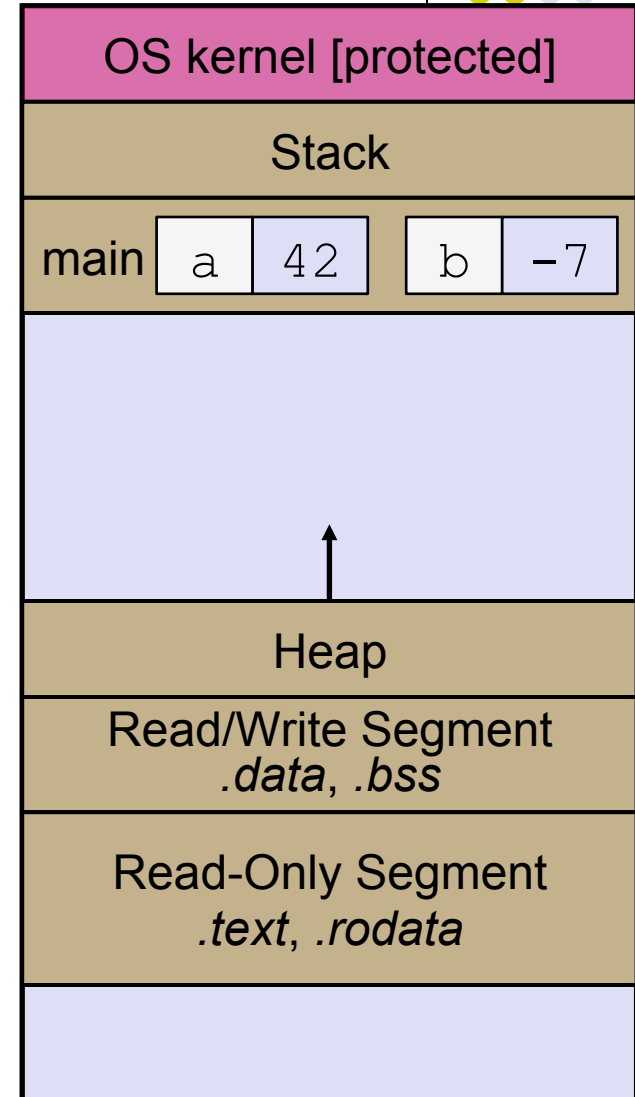 OS kernel [protected]
Stack
main a 42 b -7
Heap
Read/Write Segment
.data, .bss
Read-Only Segment
.text, .rodata